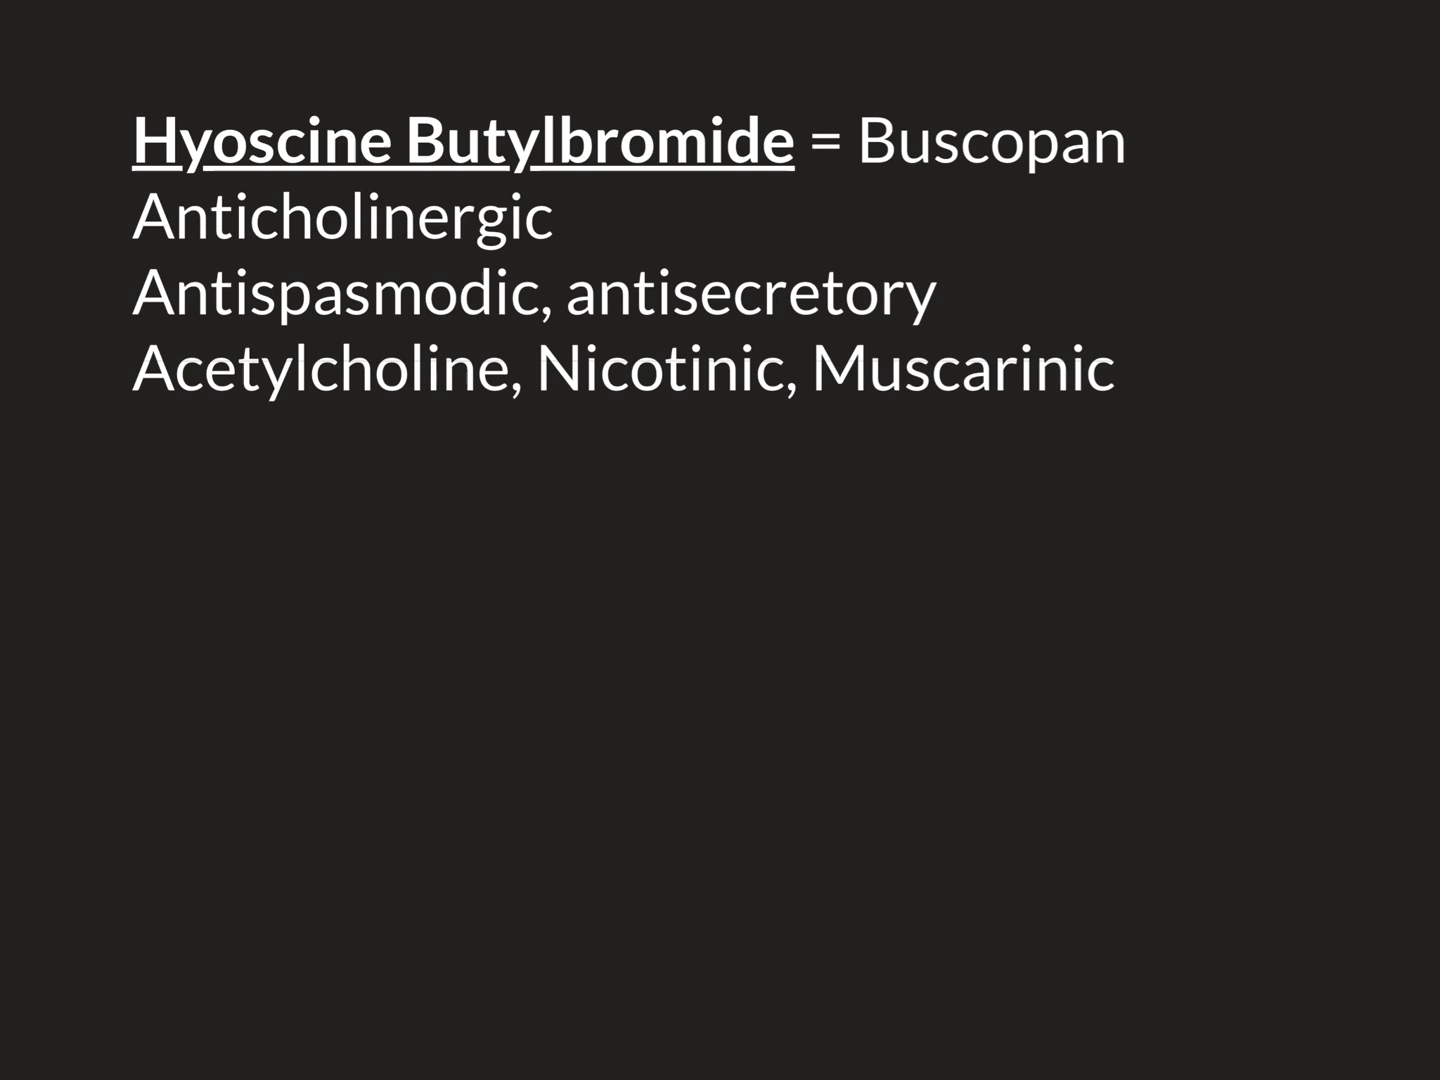 Hyoscine Butylbromide = Buscopan
Anticholinergic
Antispasmodic, antisecretory
Acetylcholine, Nicotinic, Muscarinic